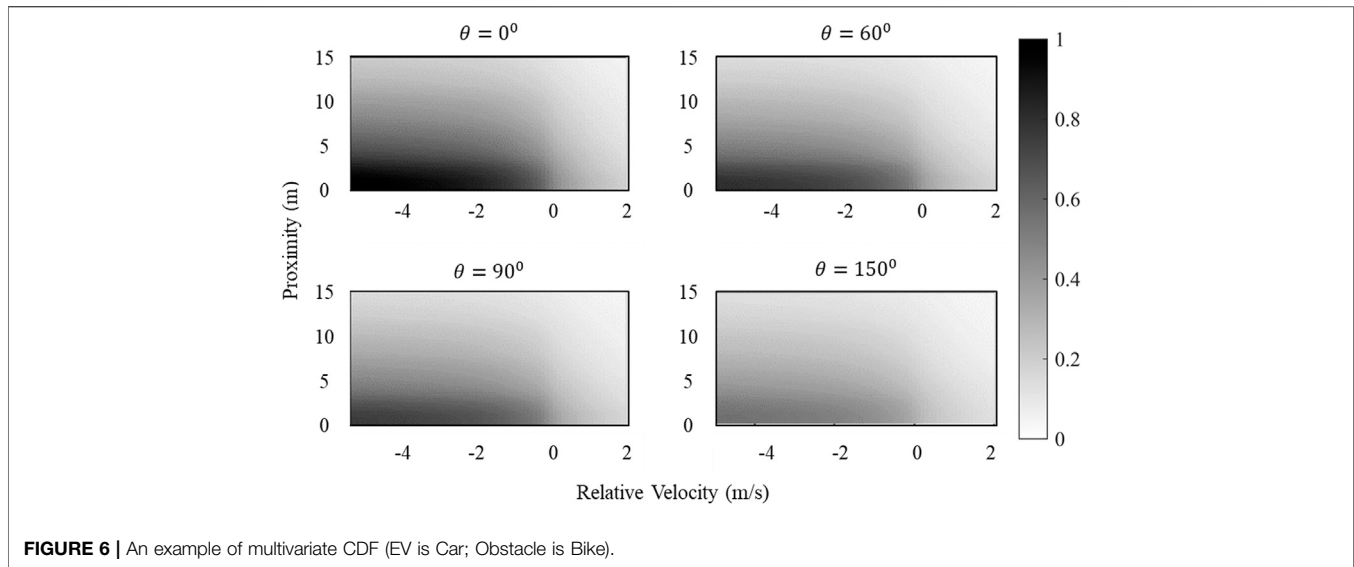 θ = 0⁰
θ = 60⁰
15
10
5
0
-4 -2 0 2
15
10
5
0
-4 -2 0 2
1
0.8
0.6
0.4
0.2
0
Proximity (m)
θ = 90⁰
θ = 150⁰
15
10
5
0
-4 -2 0 2
15
10
5
0
-4 -2 0 2
Relative Velocity (m/s)
FIGURE 6 | An example of multivariate CDF (EV is Car; Obstacle is Bike).